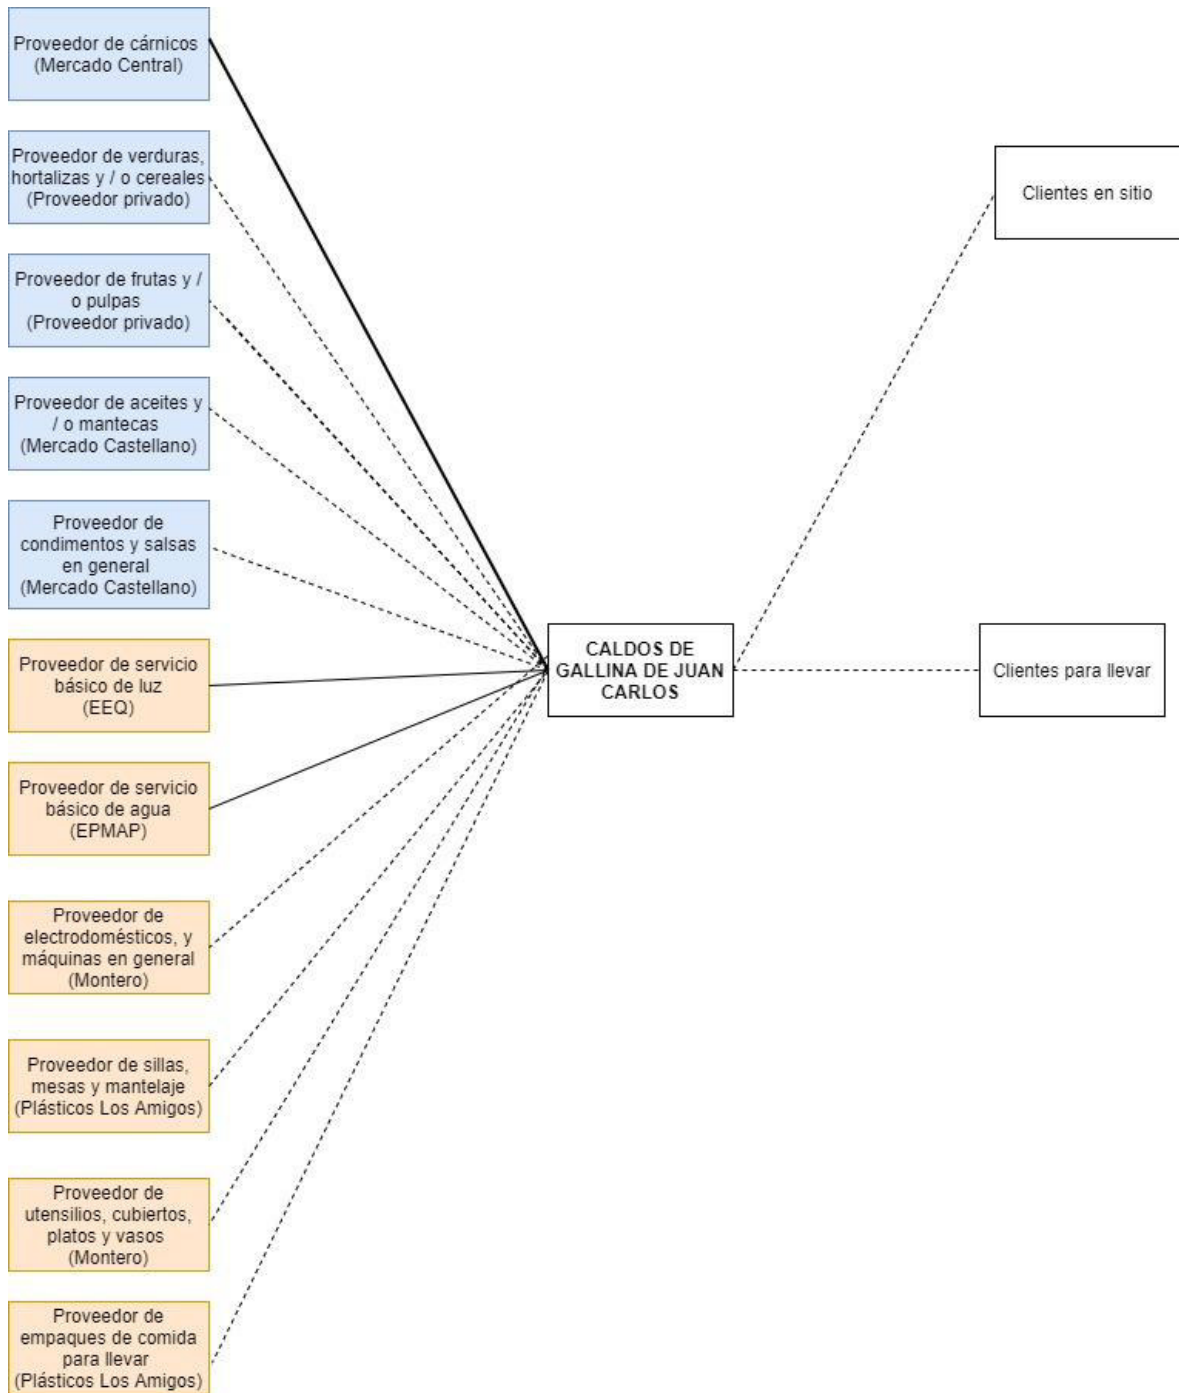 Proveedor de cárnicos
(Mercado Central)
Proveedor de verduras,
hortalizas y / o cereales
(Proveedor privado)
Proveedor de frutas y /
o pulpas
(Proveedor privado)
Proveedor de aceites y
/ o mantecas
(Mercado Castellano)
Proveedor de
condimentos y salsas
en general
(Mercado Castellano)
Proveedor de servicio
básico de luz
(EEQ)
Proveedor de servicio
básico de agua
(EPMAP)
Proveedor de
electrodomésticos, y
máquinas en general
(Montero)
Proveedor de sillas,
mesas y mantelaje
(Plásticos Los Amigos)
Proveedor de
utensilios, cubiertos,
platos y vasos
(Montero)
Proveedor de
empaques de comida
para llevar
(Plásticos Los Amigos)
CALDOS DE
GALLINA DE JUAN
CARLOS
Clientes en sitio
Clientes para llevar